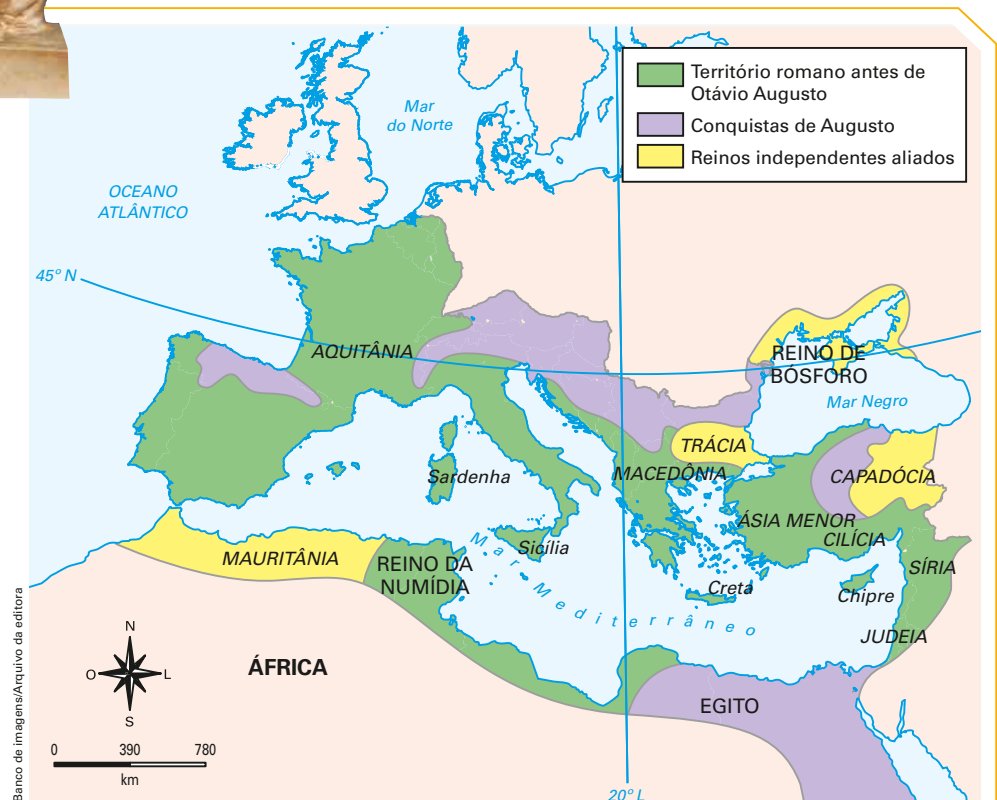 Território romano antes de
Otávio Augusto
Conquistas de Augusto
Reinos independentes aliados
Mar
do Norte
OCEANO
ATLÂNTICO
45º N
AQUITÂNIA
REINO DE
BÓSFORO
Mar Negro
TRÁCIA
MACEDÔNIA
CAPADÓCIA
Sardenha
ÁSIA MENOR
CILÍCIA
Sicília
MAURITÂNIA
REINO DA
NUMÍDIA
SÍRIA
Creta
Chipre
Mar Mediterrâneo
JUDEIA
ÁFRICA
EGITO
N
O
L
S
0 390 780
km
20º L
Banco de imagens/Arquivo da editora